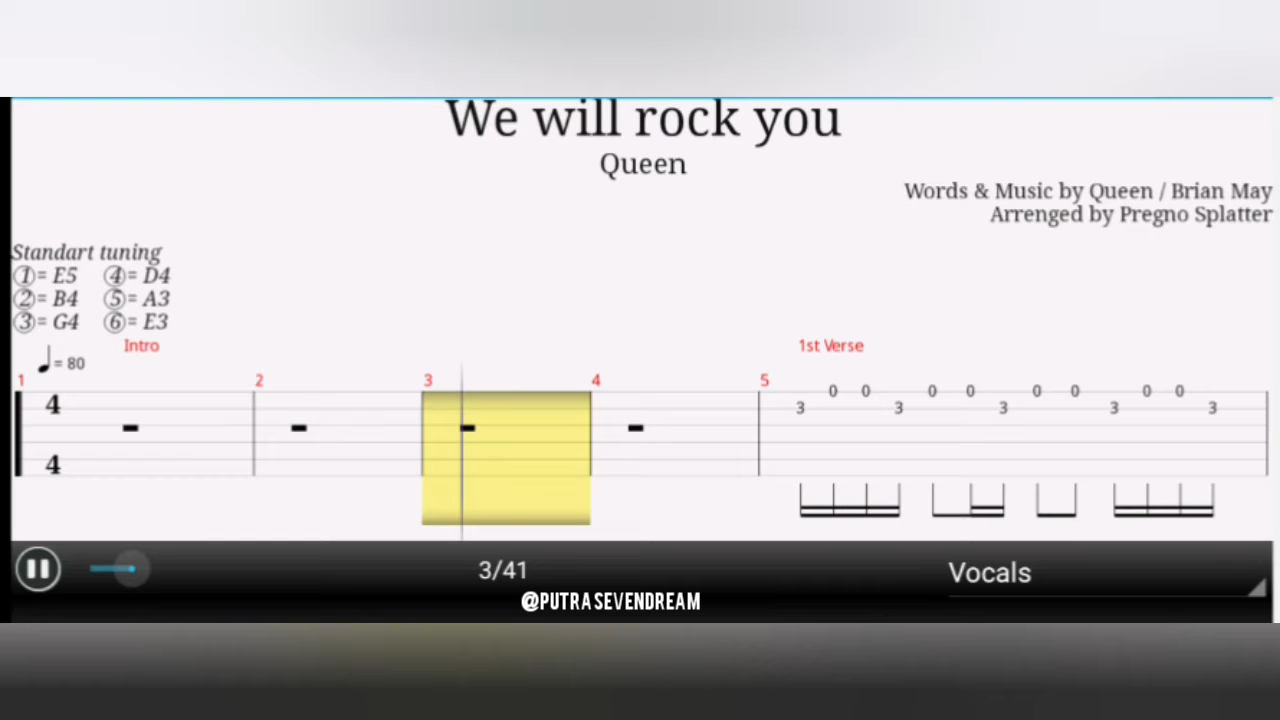 We will rock you
Queen
Words & Music by Queen / Brian May
Arranged by Pregno Splatter
Standart tuning
①= E5 ④= D4
②= B4 ⑤= A3
③= G4 ⑥= E3
Intro 1st Verse
= 80
1 2 3 4 5
0 0 0 0 0 0 0 0
4 3 3 3 3 3
4
3/41 Vocals
@PUTRASEVENDREAM